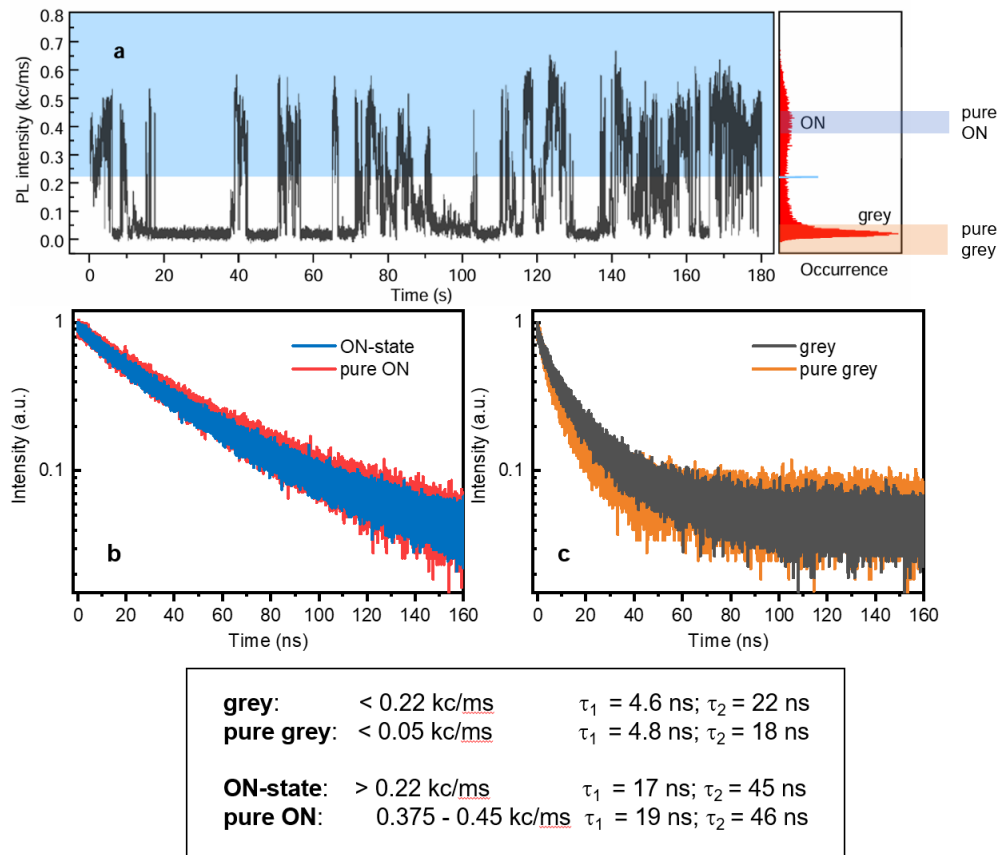 0.8
0.7
0.6
0.5
0.4
0.3
0.2
0.1
0.0
PL intensity (kc/ms)
a
0 20 40 60 80 100 120 140 160 180
Time (s)
ON
grey
Occurrence
pure
ON
pure
grey
1
0.1
Intensity (a.u.)
ON-state
pure ON
b
0 20 40 60 80 100 120 140 160
Time (ns)
1
0.1
Intensity (a.u.)
grey
pure grey
c
0 20 40 60 80 100 120 140 160
Time (ns)
grey: < 0.22 kc/ms τ1 = 4.6 ns; τ2 = 22 ns
pure grey: < 0.05 kc/ms τ1 = 4.8 ns; τ2 = 18 ns
ON-state: > 0.22 kc/ms τ1 = 17 ns; τ2 = 45 ns
pure ON: 0.375 - 0.45 kc/ms τ1 = 19 ns; τ2 = 46 ns